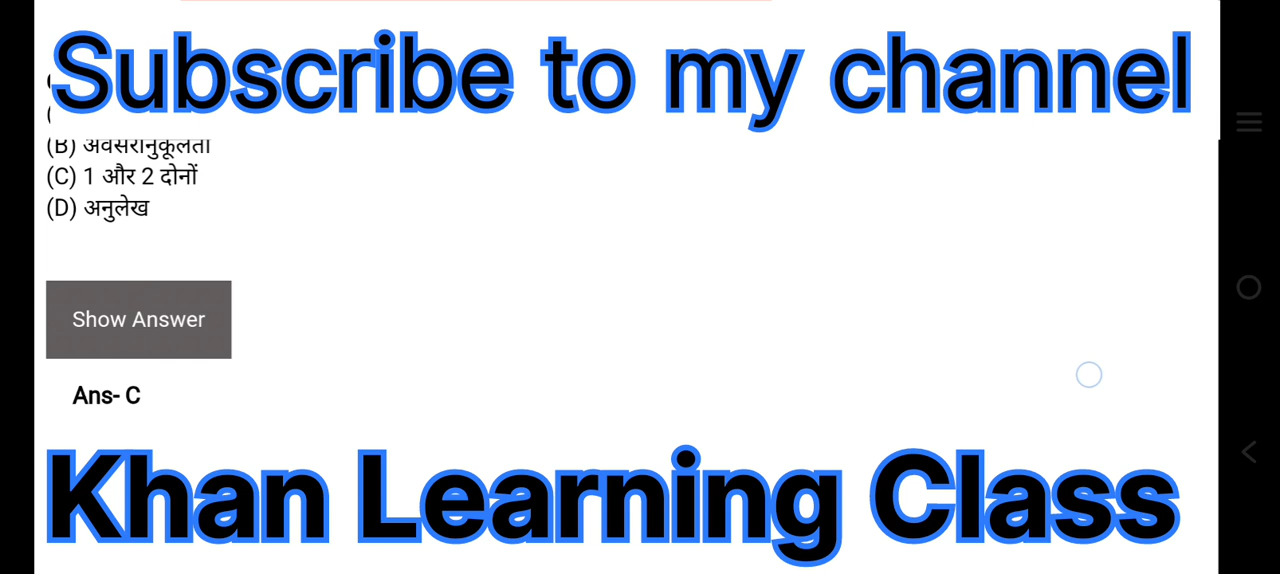 Subscribe to my channel
(B) अवसरानुकूलता
(C) 1 और 2 दोनों
(D) अनुलेख
Show Answer
Ans- C
Khan Learning Class